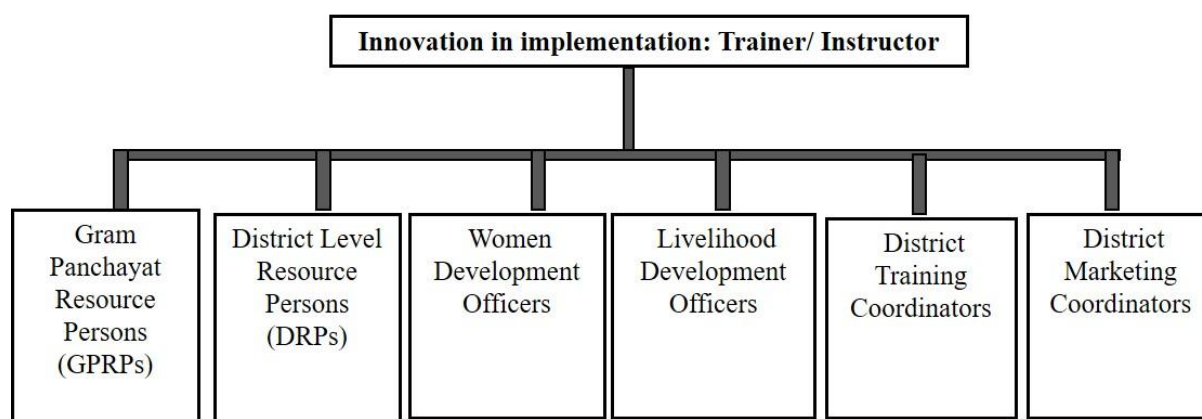 Innovation in implementation: Trainer/ Instructor
Gram
Panchayat
Resource
Persons
(GPRPs)
District Level
Resource
Persons
(DRPs)
Women
Development
Officers
Livelihood
Development
Officers
District
Training
Coordinators
District
Marketing
Coordinators